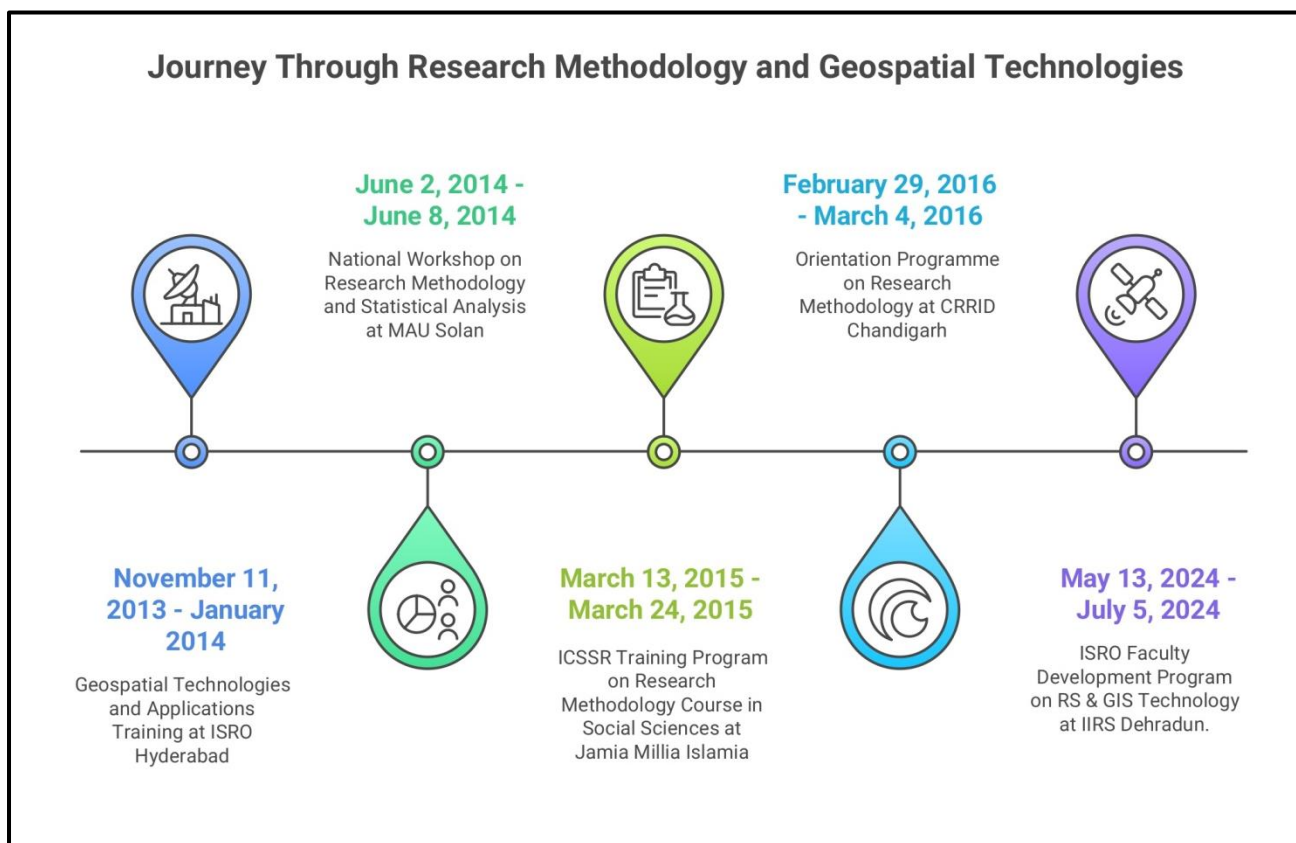 Journey Through Research Methodology and Geospatial Technologies
November 11,
2013 - January
2014
Geospatial Technologies
and Applications
Training at ISRO
Hyderabad
June 2, 2014 -
June 8, 2014
National Workshop on
Research Methodology
and Statistical Analysis
at MAU Solan
March 13, 2015 -
March 24, 2015
ICSSR Training Program
on Research
Methodology Course in
Social Sciences at
Jamia Millia Islamia
February 29, 2016
- March 4, 2016
Orientation Programme
on Research
Methodology at CRRID
Chandigarh
May 13, 2024 -
July 5, 2024
ISRO Faculty
Development Program
on RS & GIS Technology
at IIRS Dehradun.